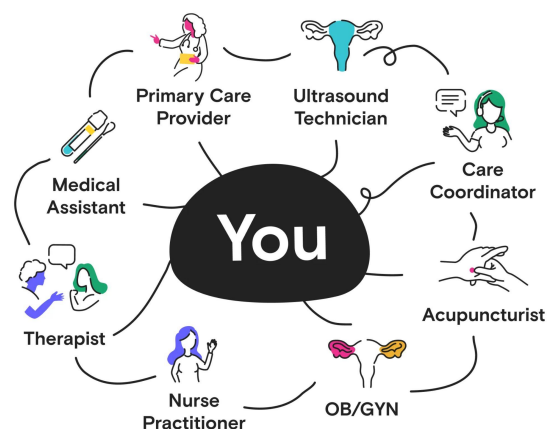 Primary Care
Provider
Ultrasound
Technician
Care
Coordinator
Medical
Assistant
You
Acupuncturist
Therapist
Nurse
Practitioner
OB/GYN